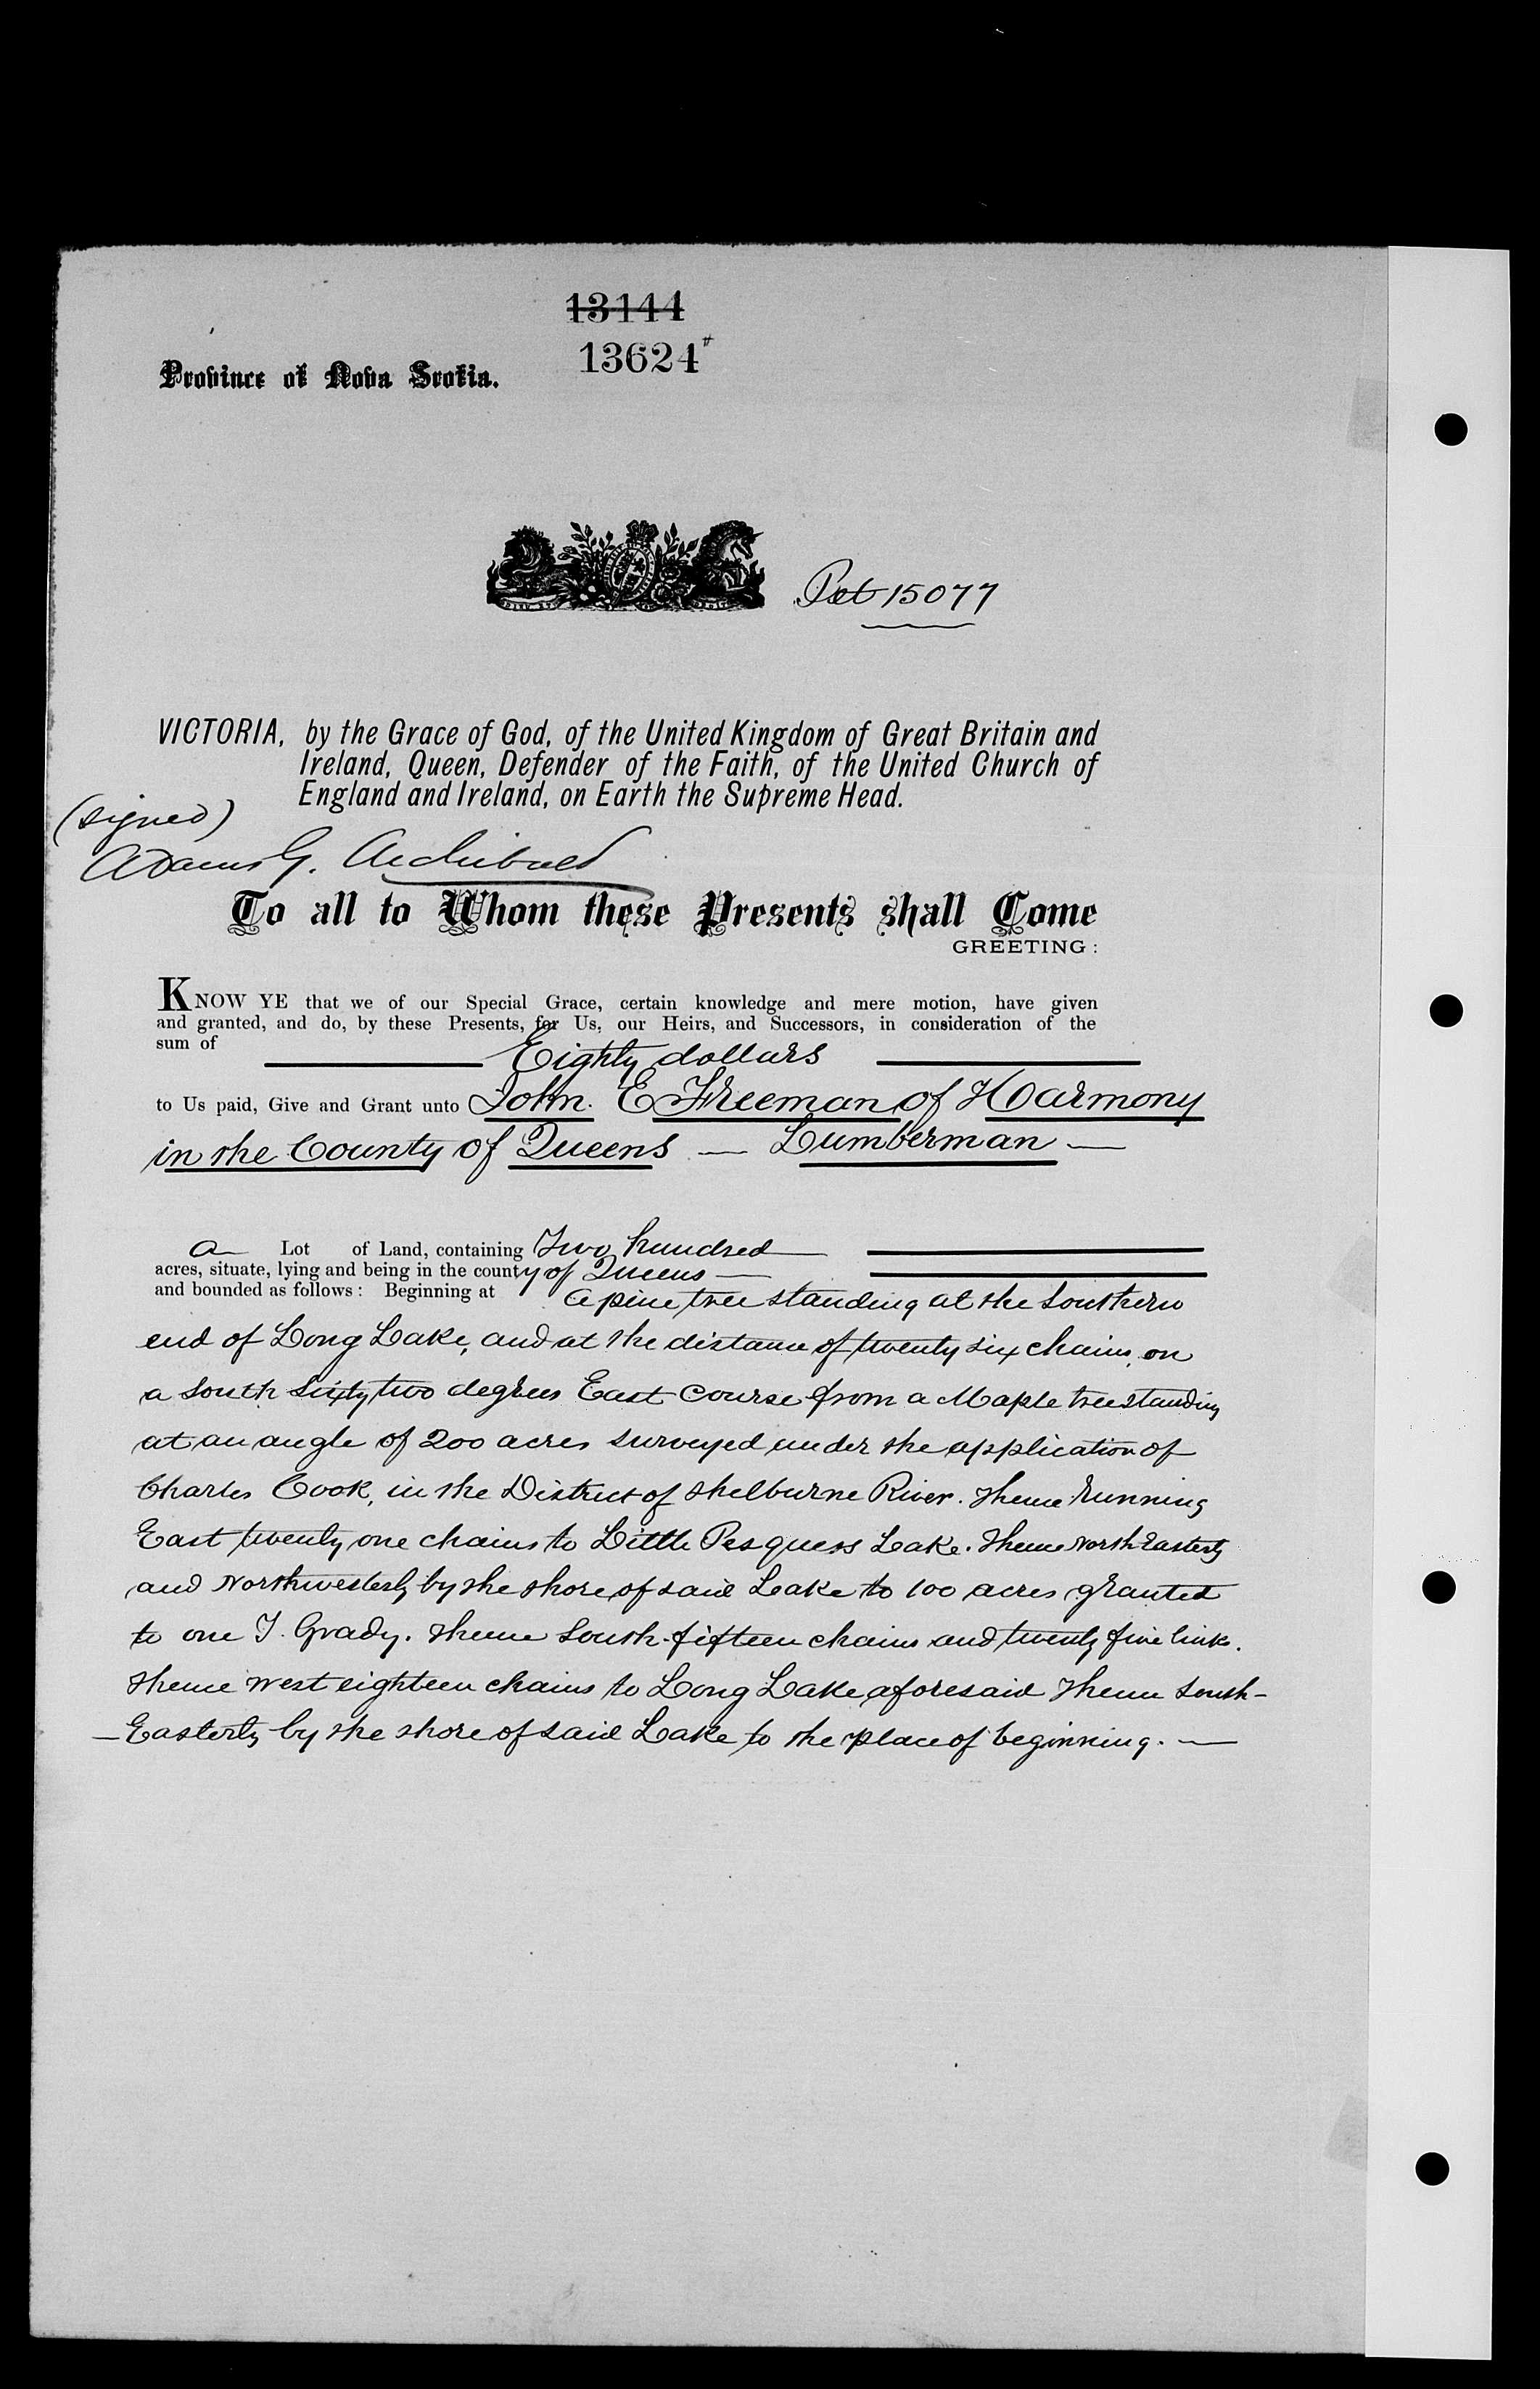 13144
13624
Province of Nova Scotia.
Pet 15077
VICTORIA, by the Grace of God, of the United Kingdom of Great Britain and
Ireland, Queen, Defender of the Faith, of the United Church of
England and Ireland, on Earth the Supreme Head.
(signed)
Adams G. Archibald
To all to Whom these Presents shall Come
GREETING:
KNOW YE that we of our Special Grace, certain knowledge and mere motion, have given
and granted, and do, by these Presents, for Us, our Heirs, and Successors, in consideration of the
sum of Eighty dollars
to Us paid, Give and Grant unto John. E Freeman of Harmony
in the County of Queens — Lumberman —
a Lot of Land, containing Two hundred
acres, situate, lying and being in the county of Queens —
and bounded as follows: Beginning at a pine tree standing at the Southern
end of Long Lake, and at the distance of twenty six chains, on
a South sixty two degrees East course from a Maple tree standing
at an angle of 200 acres surveyed under the application of
Charles Cook, in the District of Shelburne River. Thence running
East twenty one chains to Little Pesquess Lake. Thence North Easterly
and Northwesterly by the shore of said Lake to 100 acres granted
to one T. Grady. Thence South fifteen chains and twenty five links.
Thence West eighteen chains to Long Lake aforesaid Thence South-
-Easterly by the shore of said Lake to the place of beginning. —